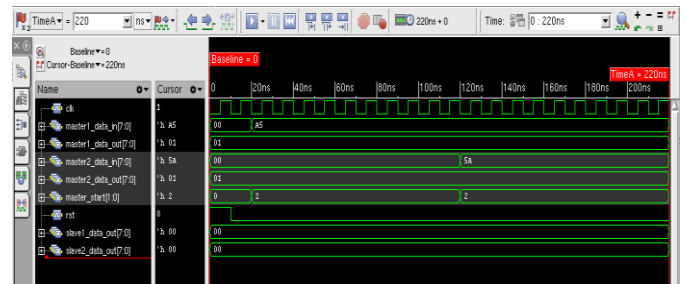 TimeA = 220 ns 220ns + 0 Time: 0 : 220ns
Baseline = 0
Cursor-Baseline = 220ns
Baseline = 0
TimeA = 220ns
Name Cursor 0 20ns 40ns 60ns 80ns 100ns 120ns 140ns 160ns 180ns 200ns
clk 1
master1_data_in[7:0] 'h A5 00 A5
master1_data_out[7:0] 'h 01 01
master2_data_in[7:0] 'h 5A 00 5A
master2_data_out[7:0] 'h 01 01
master_start[1:0] 'h 2 0 1 2
rst 0
slave1_data_out[7:0] 'h 00 00
slave2_data_out[7:0] 'h 00 00